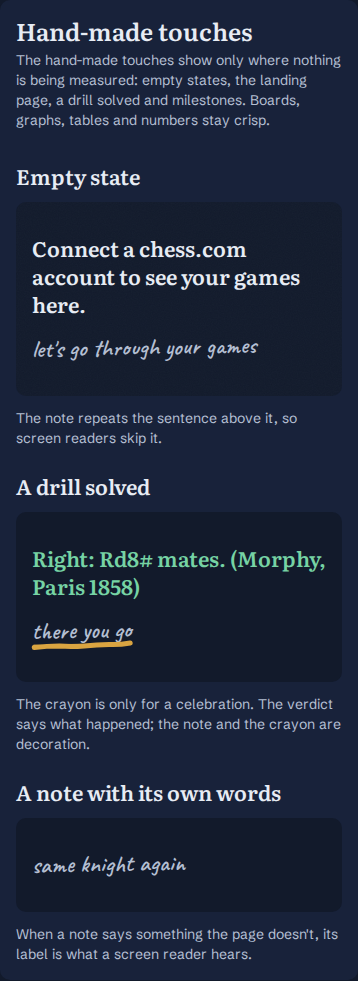 Hand-made touches
The hand-made touches show only where nothing
is being measured: empty states, the landing
page, a drill solved and milestones. Boards,
graphs, tables and numbers stay crisp.
Empty state
Connect a chess.com
account to see your games
here.
let's go through your games
The note repeats the sentence above it, so
screen readers skip it.
A drill solved
Right: Rd8# mates. (Morphy,
Paris 1858)
there you go
The crayon is only for a celebration. The verdict
says what happened; the note and the crayon are
decoration.
A note with its own words
same knight again
When a note says something the page doesn't, its
label is what a screen reader hears.